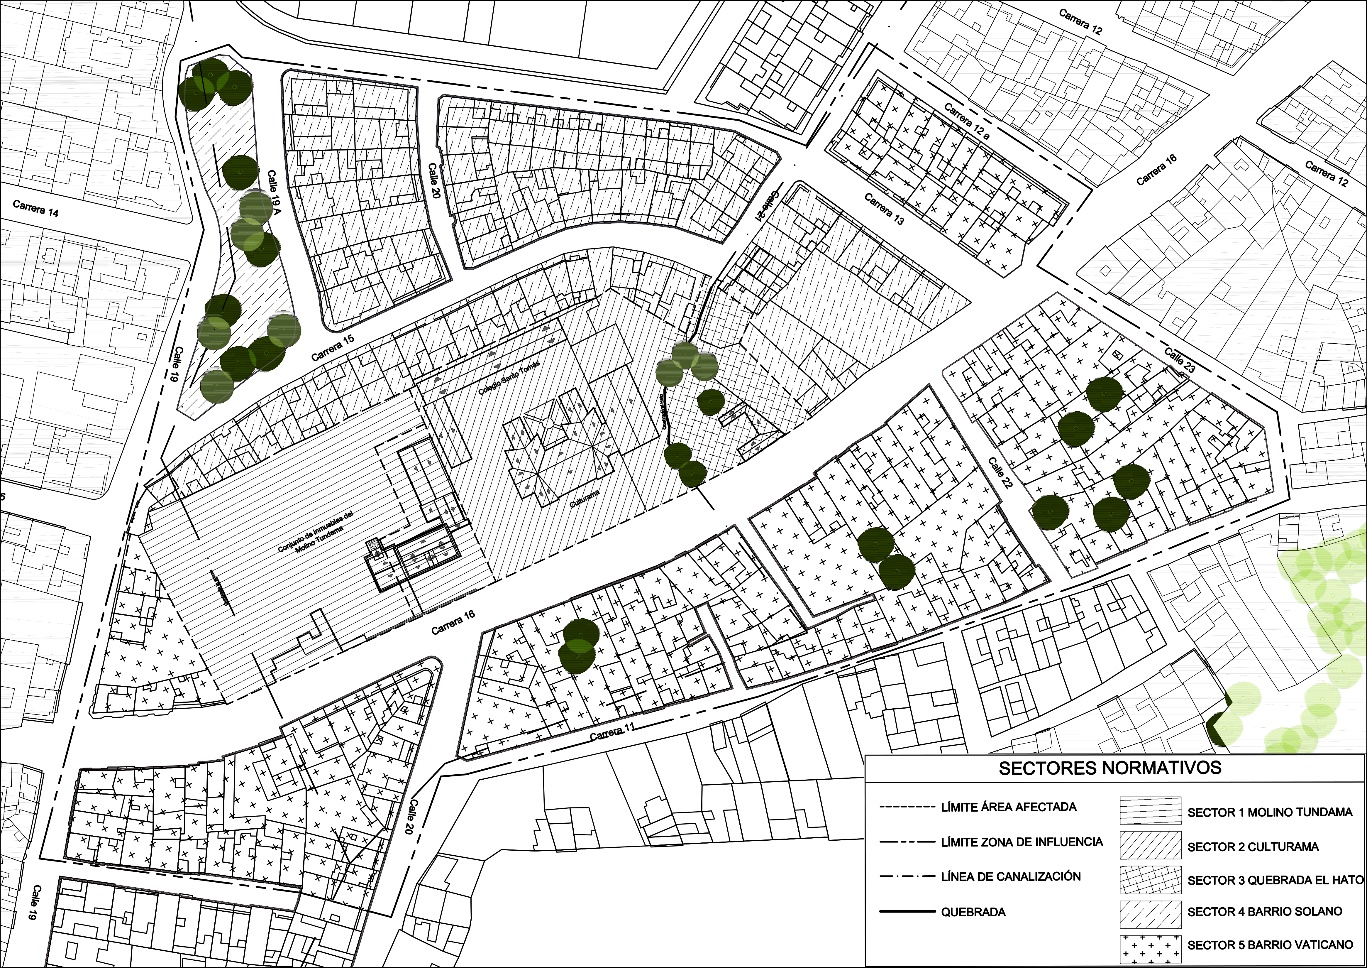 Carrera 12
Carrera 12 a
Carrera 16
Carrera 12
Calle 19 A
Calle 20
Carrera 14
Calle 21
Carrera 13
Carrera 15
Calle 19
Colegio Santo Tomás
Calle 23
Calle 22
Culturama
Conjunto de inmuebles del
Molino Tundama
Carrera 16
Carrera 11
Calle 20
Calle 19
SECTORES NORMATIVOS
LÍMITE ÁREA AFECTADA
LÍMITE ZONA DE INFLUENCIA
LÍNEA DE CANALIZACIÓN
QUEBRADA
SECTOR 1 MOLINO TUNDAMA
SECTOR 2 CULTURAMA
SECTOR 3 QUEBRADA EL HATO
SECTOR 4 BARRIO SOLANO
SECTOR 5 BARRIO VATICANO